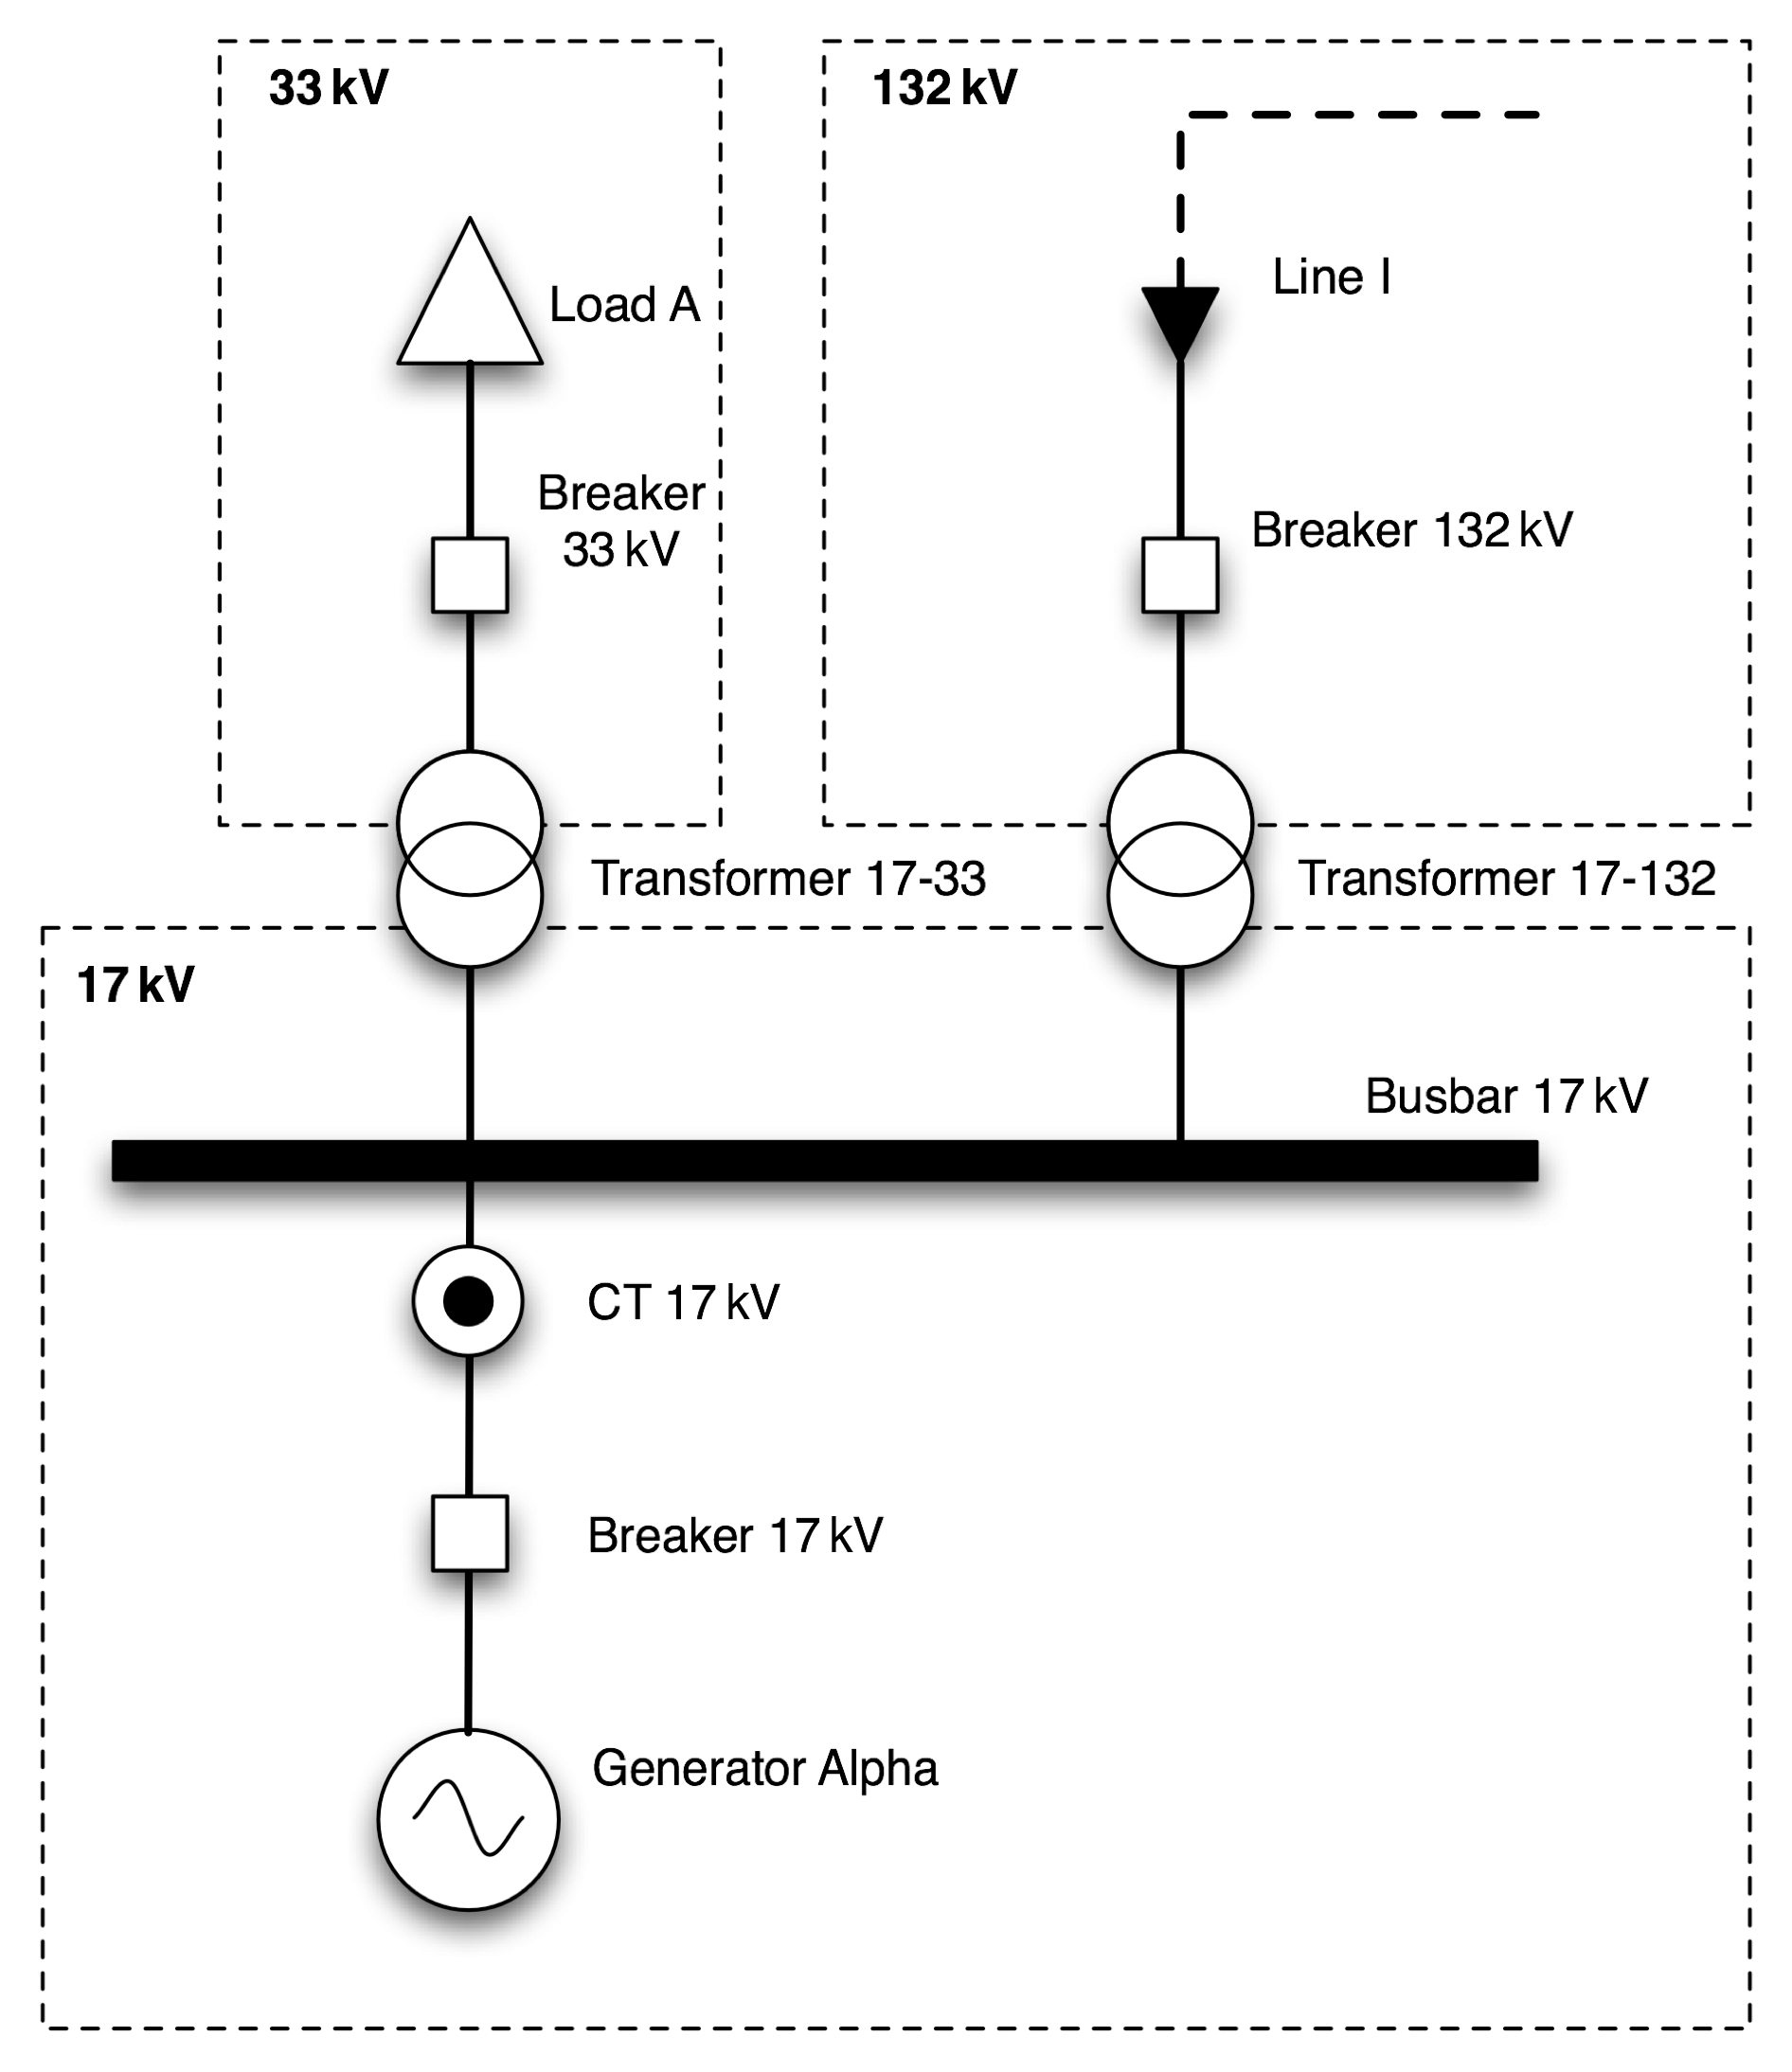 33 kV
132 kV
Line I
Load A
Breaker
33 kV
Breaker 132 kV
Transformer 17-33
Transformer 17-132
17 kV
Busbar 17 kV
CT 17 kV
Breaker 17 kV
Generator Alpha